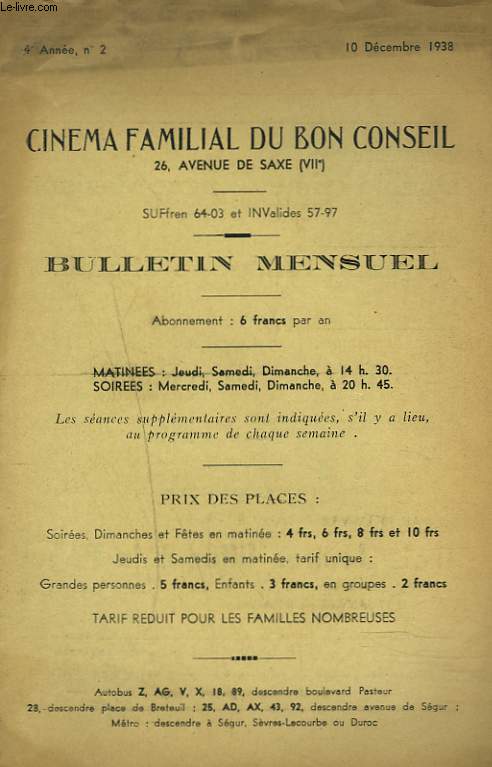 Le-livre.com
4e Année, n° 2
10 Décembre 1938
CINEMA FAMILIAL DU BON CONSEIL
26, AVENUE DE SAXE (VIIe)
SUFfren 64-03 et INValides 57-97
BULLETIN MENSUEL
Abonnement : 6 francs par an
MATINEES : Jeudi, Samedi, Dimanche, à 14 h. 30.
SOIREES : Mercredi, Samedi, Dimanche, à 20 h. 45.
Les séances supplémentaires sont indiquées, s'il y a lieu,
au programme de chaque semaine .
PRIX DES PLACES :
Soirées, Dimanches et Fêtes en matinée : 4 frs, 6 frs, 8 frs et 10 frs
Jeudis et Samedis en matinée, tarif unique :
Grandes personnes . 5 francs, Enfants . 3 francs, en groupes . 2 francs
TARIF REDUIT POUR LES FAMILLES NOMBREUSES
Autobus Z, AG, V, X, 18, 89, descendre boulevard Pasteur
28, descendre place de Breteuil ; 25, AD, AX, 43, 92, descendre avenue de Ségur ;
Métro : descendre à Ségur, Sèvres-Lecourbe ou Duroc